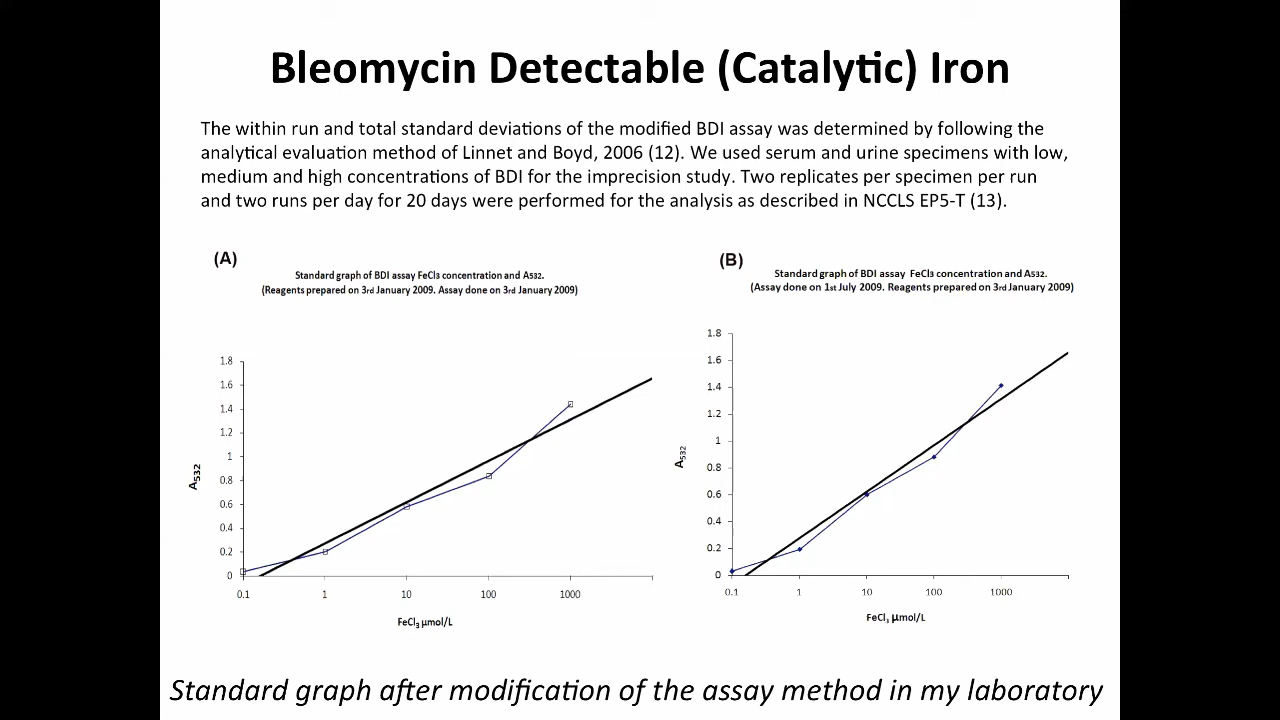 Bleomycin Detectable (Catalytic) Iron
The within run and total standard deviations of the modified BDI assay was determined by following the
analytical evaluation method of Linnet and Boyd, 2006 (12). We used serum and urine specimens with low,
medium and high concentrations of BDI for the imprecision study. Two replicates per specimen per run
and two runs per day for 20 days were performed for the analysis as described in NCCLS EP5-T (13).
(A)
Standard graph of BDI assay FeCl3 concentration and A532.
(Reagents prepared on 3rd January 2009. Assay done on 3rd January 2009)
1.8
1.6
1.4
1.2
1
0.8
0.6
0.4
0.2
0
A532
0.1 1 10 100 1000
FeCl3 µmol/L
(B)
Standard graph of BDI assay FeCl3 concentration and A532.
(Assay done on 1st July 2009. Reagents prepared on 3rd January 2009)
1.8
1.6
1.4
1.2
1
0.8
0.6
0.4
0.2
0
A532
0.1 1 10 100 1000
FeCl3 µmol/L
Standard graph after modification of the assay method in my laboratory